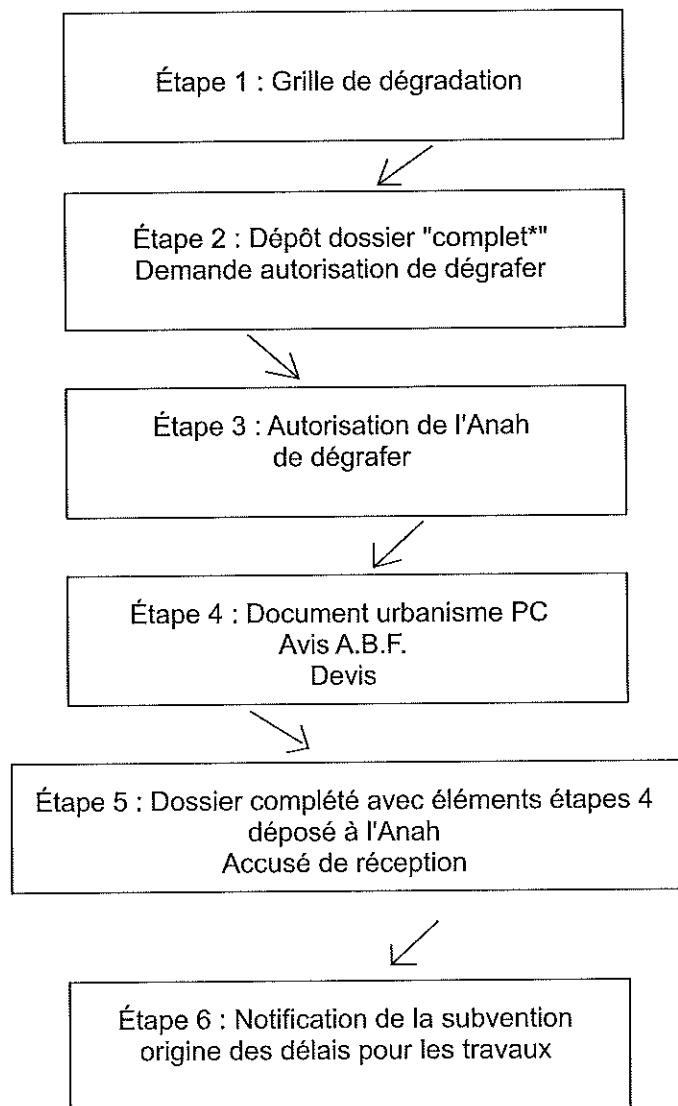 Étape 1 : Grille de dégradation
Étape 2 : Dépôt dossier "complet*"
Demande autorisation de dégrafer
Étape 3 : Autorisation de l'Anah
de dégrafer
Étape 4 : Document urbanisme PC
Avis A.B.F.
Devis
Étape 5 : Dossier complété avec éléments étapes 4
déposé à l'Anah
Accusé de réception
Étape 6 : Notification de la subvention
origine des délais pour les travaux